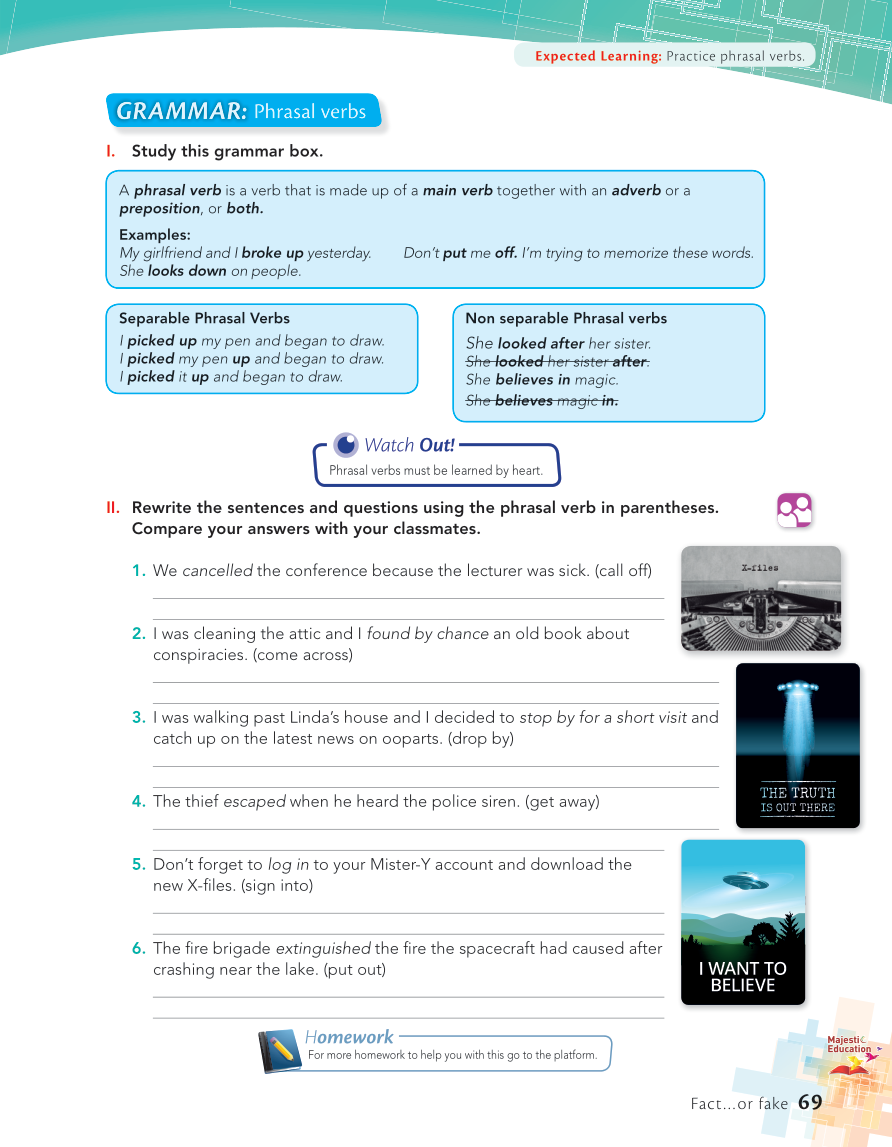 Expected Learning: Practice phrasal verbs.
GRAMMAR: Phrasal verbs
I. Study this grammar box.
A phrasal verb is a verb that is made up of a main verb together with an adverb or a
preposition, or both.
Examples:
My girlfriend and I broke up yesterday. Don't put me off. I'm trying to memorize these words.
She looks down on people.
Separable Phrasal Verbs
I picked up my pen and began to draw.
I picked my pen up and began to draw.
I picked it up and began to draw.
Non separable Phrasal verbs
She looked after her sister.
She looked her sister after.
She believes in magic.
She believes magic in.
Watch Out!
Phrasal verbs must be learned by heart.
II. Rewrite the sentences and questions using the phrasal verb in parentheses.
Compare your answers with your classmates.
1. We cancelled the conference because the lecturer was sick. (call off)
2. I was cleaning the attic and I found by chance an old book about
conspiracies. (come across)
3. I was walking past Linda's house and I decided to stop by for a short visit and
catch up on the latest news on ooparts. (drop by)
4. The thief escaped when he heard the police siren. (get away)
5. Don't forget to log in to your Mister-Y account and download the
new X-files. (sign into)
6. The fire brigade extinguished the fire the spacecraft had caused after
crashing near the lake. (put out)
X-files
THE TRUTH
IS OUT THERE
I WANT TO
BELIEVE
Homework
For more homework to help you with this go to the platform.
Majestic
Education
Fact...or fake 69